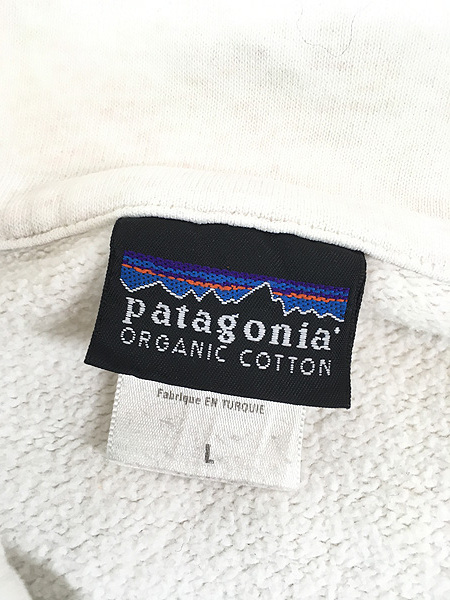 patagonia®
ORGANIC COTTON
Fabrique EN TURQUIE
L